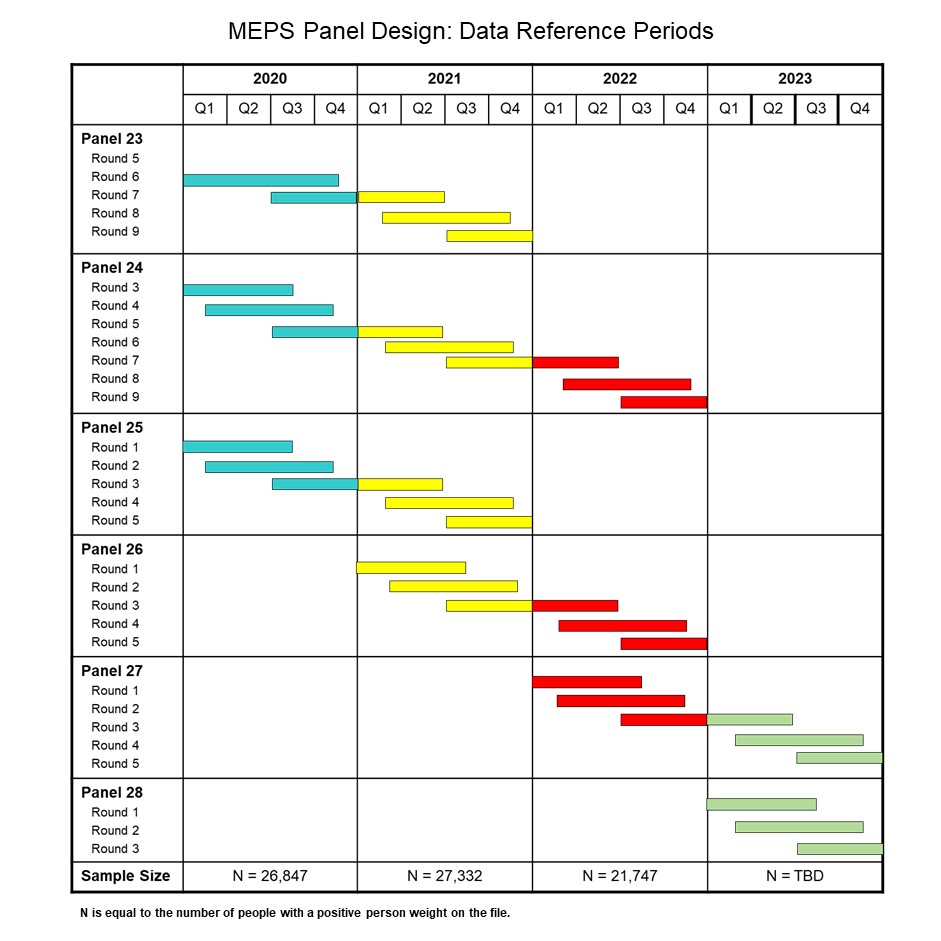 MEPS Panel Design: Data Reference Periods
2020 2021 2022 2023
Q1 Q2 Q3 Q4 Q1 Q2 Q3 Q4 Q1 Q2 Q3 Q4 Q1 Q2 Q3 Q4
Panel 23
Round 5
Round 6
Round 7
Round 8
Round 9
Panel 24
Round 3
Round 4
Round 5
Round 6
Round 7
Round 8
Round 9
Panel 25
Round 1
Round 2
Round 3
Round 4
Round 5
Panel 26
Round 1
Round 2
Round 3
Round 4
Round 5
Panel 27
Round 1
Round 2
Round 3
Round 4
Round 5
Panel 28
Round 1
Round 2
Round 3
Sample Size N = 26,847 N = 27,332 N = 21,747 N = TBD
N is equal to the number of people with a positive person weight on the file.